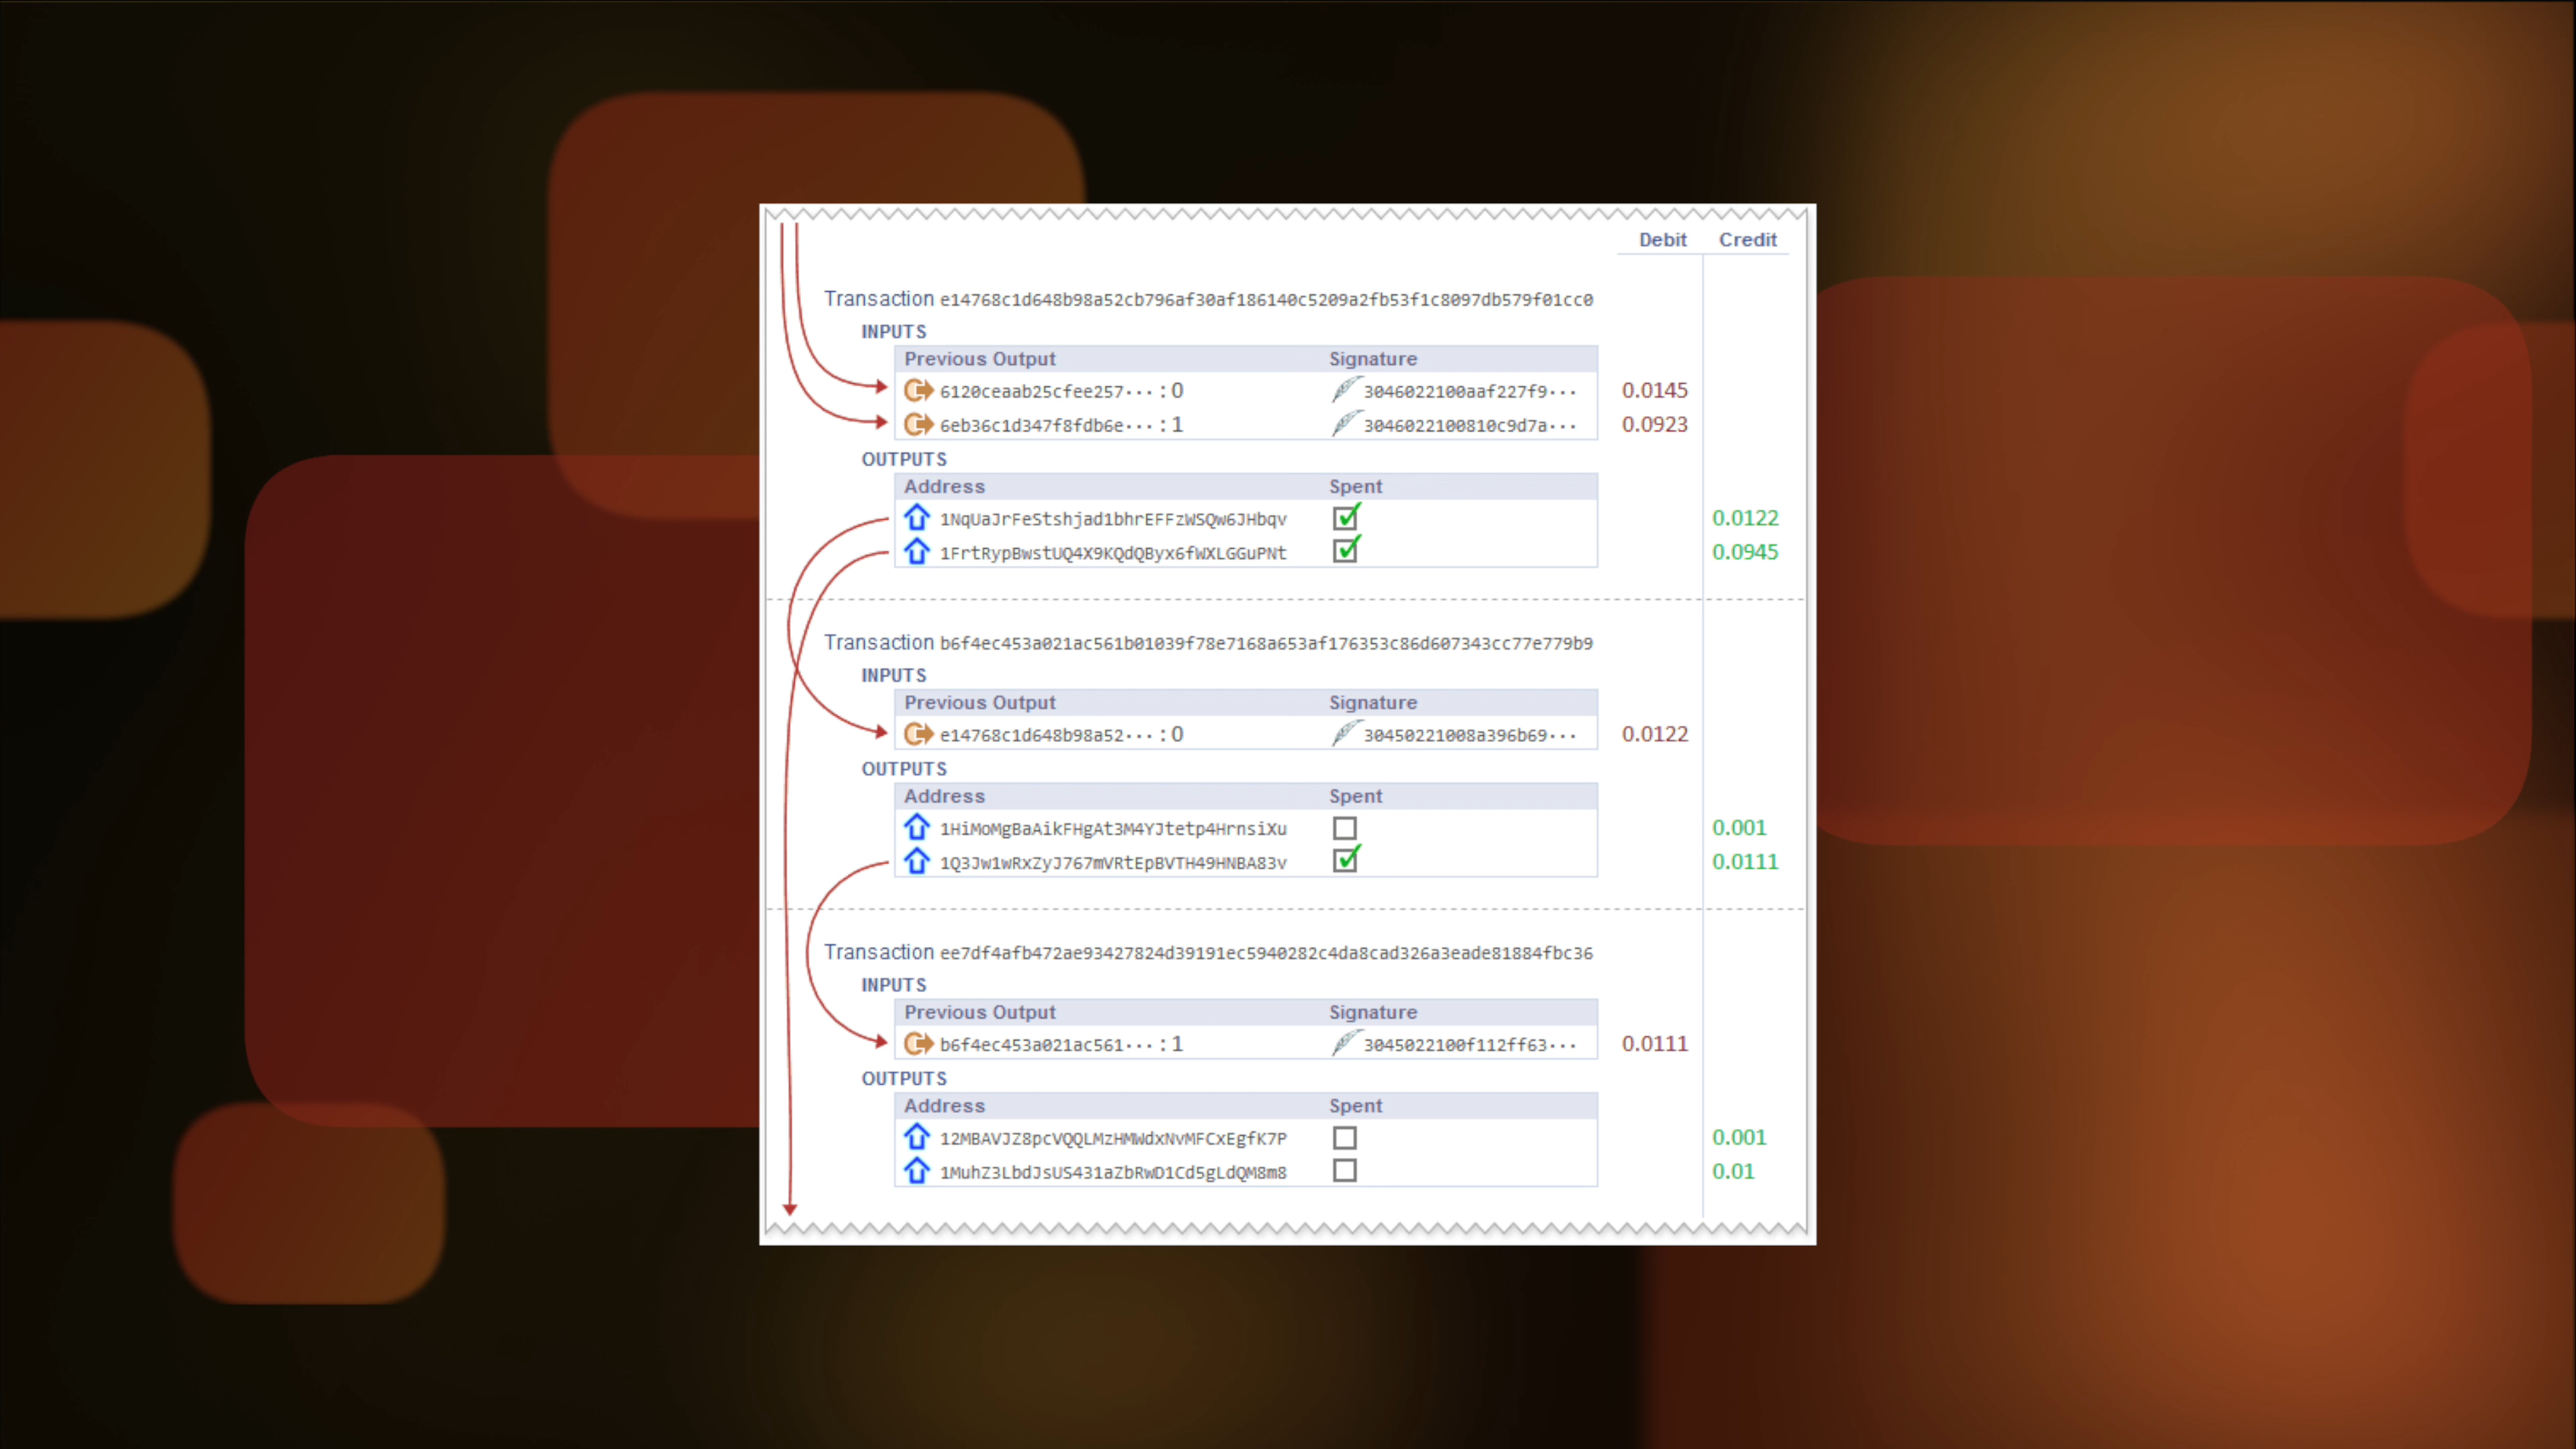 Debit Credit
Transaction e14768c1d648b98a52cb796af30af186140c5209a2fb53f1c8097db579f01cc0
INPUTS
Previous Output Signature
6120ceaab25cfee257··· :0 3046022100aaf227f9··· 0.0145
6eb36c1d347f8fdb6e··· :1 3046022100810c9d7a··· 0.0923
OUTPUTS
Address Spent
1NqUaJrFeStshjad1bhrEFFzWSQw6JHbqv 0.0122
1FrtRypBwstUQ4X9KQdQByx6fWXLGGuPNt 0.0945
Transaction b6f4ec453a021ac561b01039f78e7168a653af176353c86d607343cc77e779b9
INPUTS
Previous Output Signature
e14768c1d648b98a52··· :0 30450221008a396b69··· 0.0122
OUTPUTS
Address Spent
1HiMoMgBaAikFHgAt3M4YJtetp4HrnsiXu 0.001
1Q3Jw1wRxZyJ767mVRtEpBVTH49HNBA83v 0.0111
Transaction ee7df4afb472ae93427824d39191ec5940282c4da8cad326a3eade81884fbc36
INPUTS
Previous Output Signature
b6f4ec453a021ac561··· :1 3045022100f112ff63··· 0.0111
OUTPUTS
Address Spent
12MBAVJZ8pcVQQLMzHMWdxNvMFCxEgfK7P 0.001
1MuhZ3LbdJsUS431aZbRwD1Cd5gLdQM8m8 0.01